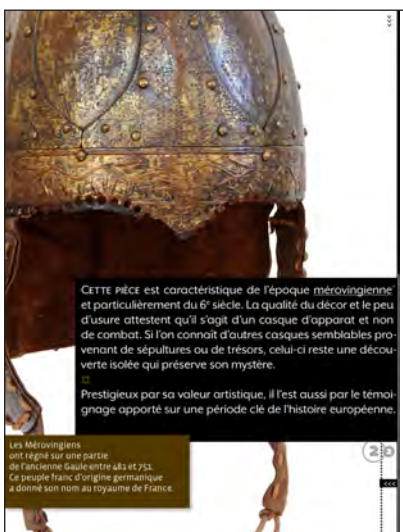 CETTE PIÈCE est caractéristique de l'époque mérovingienne*
et particulièrement du 6e siècle. La qualité du décor et le peu
d'usure attestent qu'il s'agit d'un casque d'apparat et non
de combat. Si l'on connaît d'autres casques semblables pro-
venant de sépultures ou de trésors, celui-ci reste une décou-
verte isolée qui préserve son mystère.
Prestigieux par sa valeur artistique, il l'est aussi par le témoi-
gnage apporté sur une période clé de l'histoire européenne.
Les Mérovingiens
ont régné sur une partie
de l'ancienne Gaule entre 481 et 751.
Ce peuple franc d'origine germanique
a donné son nom au royaume de France.
20